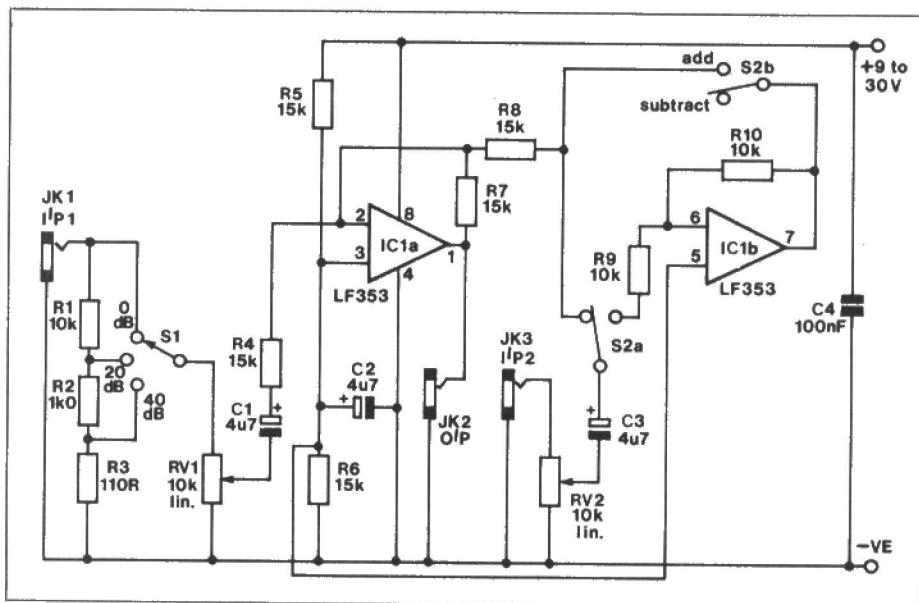 +9 to
30V
add
S2b
subtract
R5
15k
R8
15k
R10
10k
R7
15k
JK1
I/P1
2
8
IC1a
3
1
4
LF353
6
7
IC1b
5
LF353
R9
10k
C4
100nF
R1
10k
0
dB
S1
20
dB
R2
1k0
40
dB
R3
110R
R4
15k
C1
4u7
+
C2
4u7
+
JK3
I/P2
S2a
JK2
O/P
+
C3
4u7
RV1
10k
lin.
R6
15k
RV2
10k
lin.
−VE